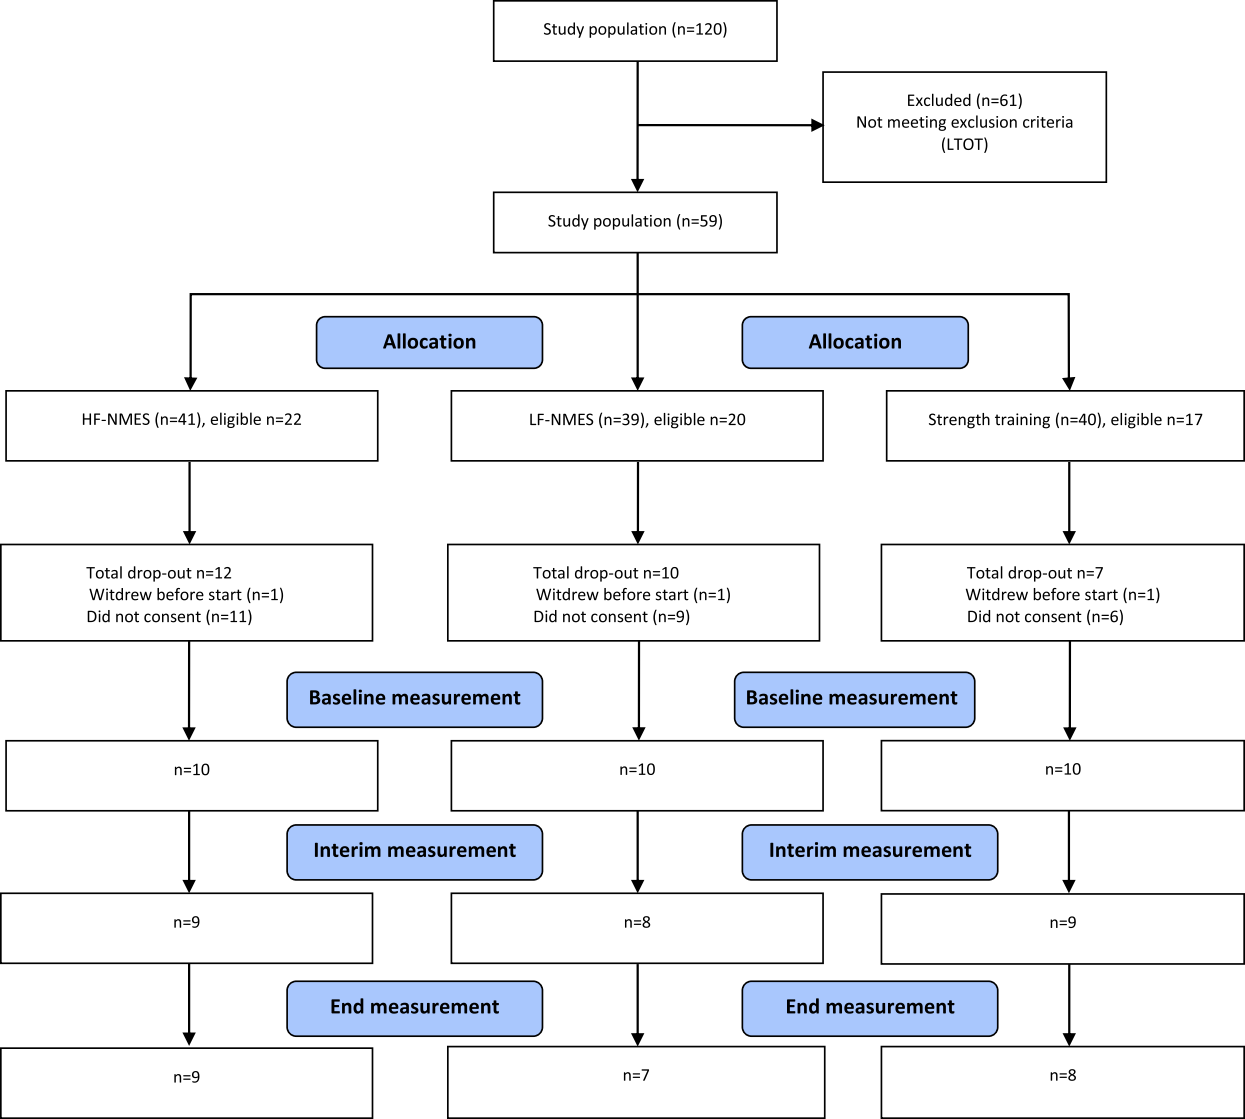 Study population (n=120)
Excluded (n=61)
Not meeting exclusion criteria
(LTOT)
Study population (n=59)
Allocation
Allocation
HF-NMES (n=41), eligible n=22
LF-NMES (n=39), eligible n=20
Strength training (n=40), eligible n=17
Total drop-out n=12
Witdrew before start (n=1)
Did not consent (n=11)
Total drop-out n=10
Witdrew before start (n=1)
Did not consent (n=9)
Total drop-out n=7
Witdrew before start (n=1)
Did not consent (n=6)
Baseline measurement
Baseline measurement
n=10
n=10
n=10
Interim measurement
Interim measurement
n=9
n=8
n=9
End measurement
End measurement
n=9
n=7
n=8